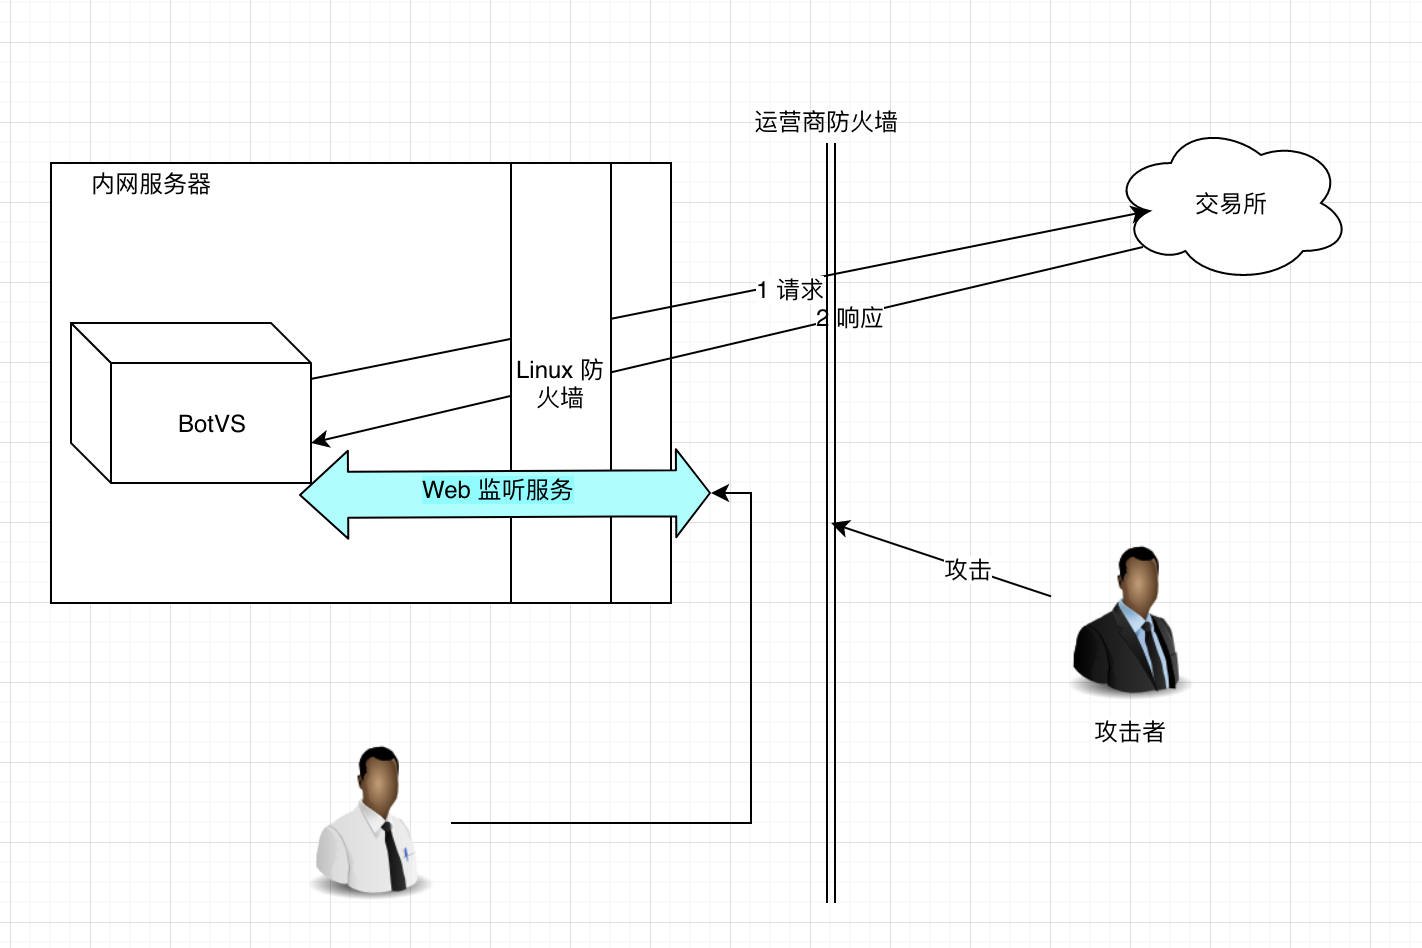 运营商防火墙
内网服务器
交易所
1 请求
2 响应
Linux 防
火墙
BotVS
Web 监听服务
攻击
攻击者